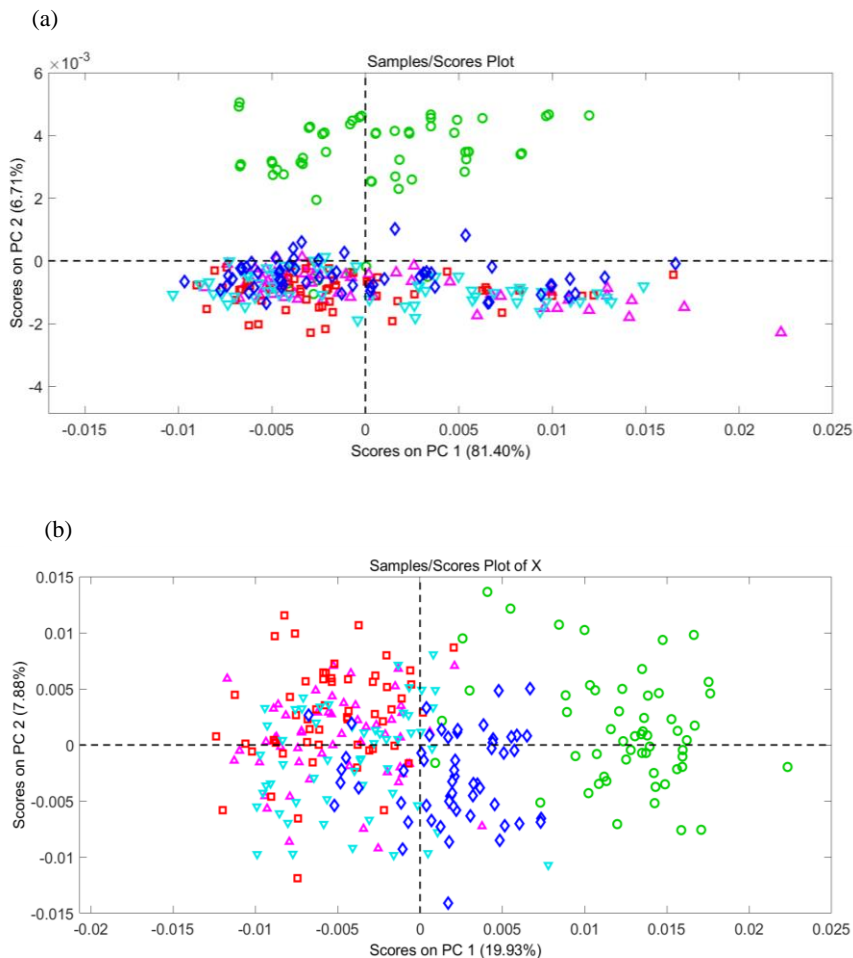 (a)
×10-3
Samples/Scores Plot
6
4
2
0
-2
-4
Scores on PC 2 (6.71%)
-0.015 -0.01 -0.005 0 0.005 0.01 0.015 0.02 0.025
Scores on PC 1 (81.40%)
(b)
Samples/Scores Plot of X
0.015
0.01
0.005
0
-0.005
-0.01
-0.015
Scores on PC 2 (7.88%)
-0.02 -0.015 -0.01 -0.005 0 0.005 0.01 0.015 0.02 0.025
Scores on PC 1 (19.93%)